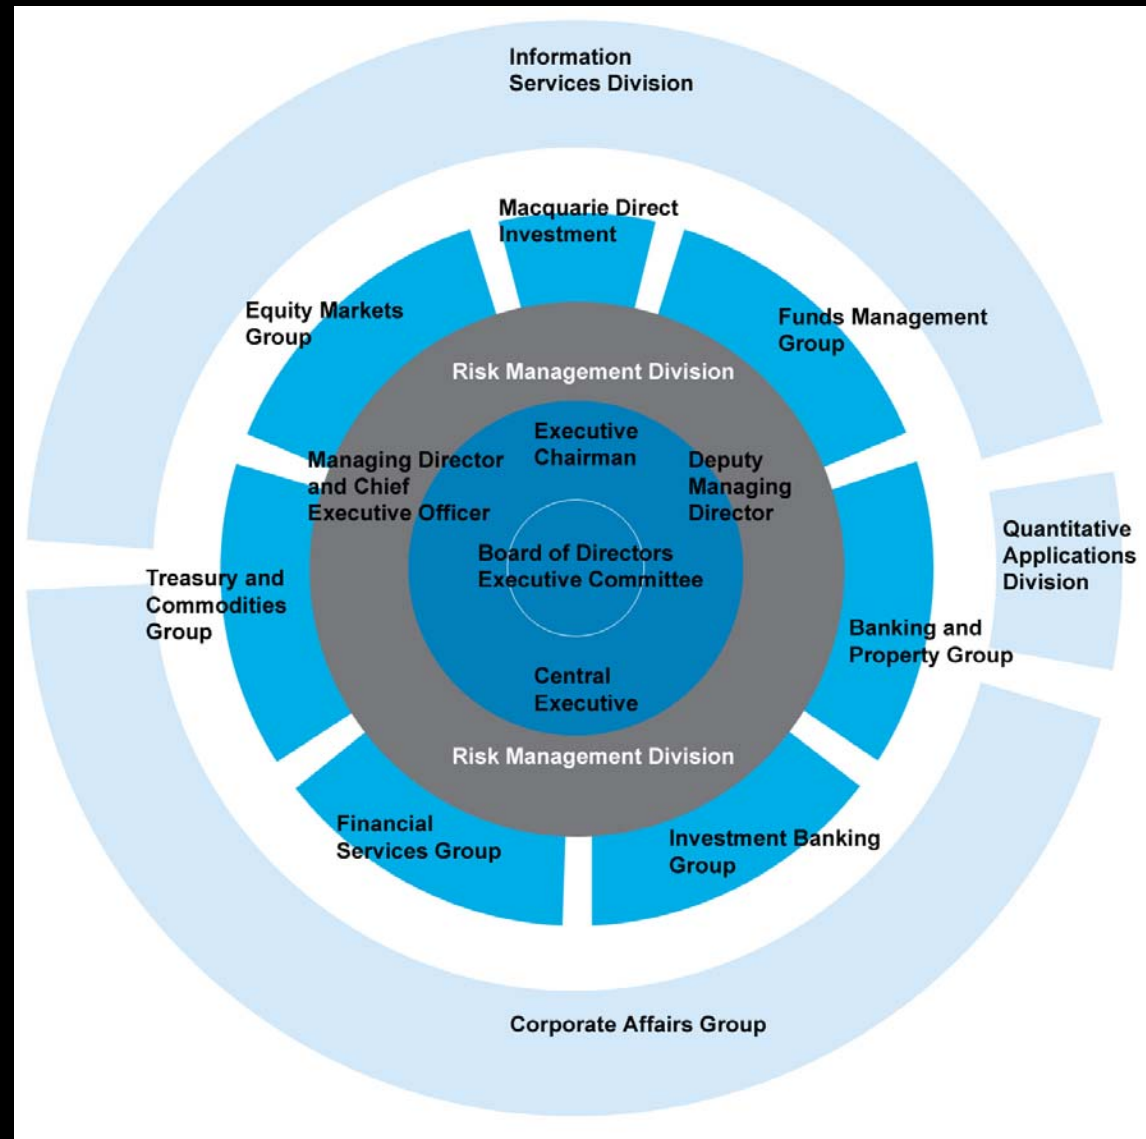 Information
Services Division
Macquarie Direct
Investment
Equity Markets
Group
Funds Management
Group
Risk Management Division
Executive
Chairman
Managing Director
and Chief
Executive Officer
Deputy
Managing
Director
Quantitative
Applications
Division
Board of Directors
Executive Committee
Treasury and
Commodities
Group
Banking and
Property Group
Central
Executive
Risk Management Division
Financial
Services Group
Investment Banking
Group
Corporate Affairs Group